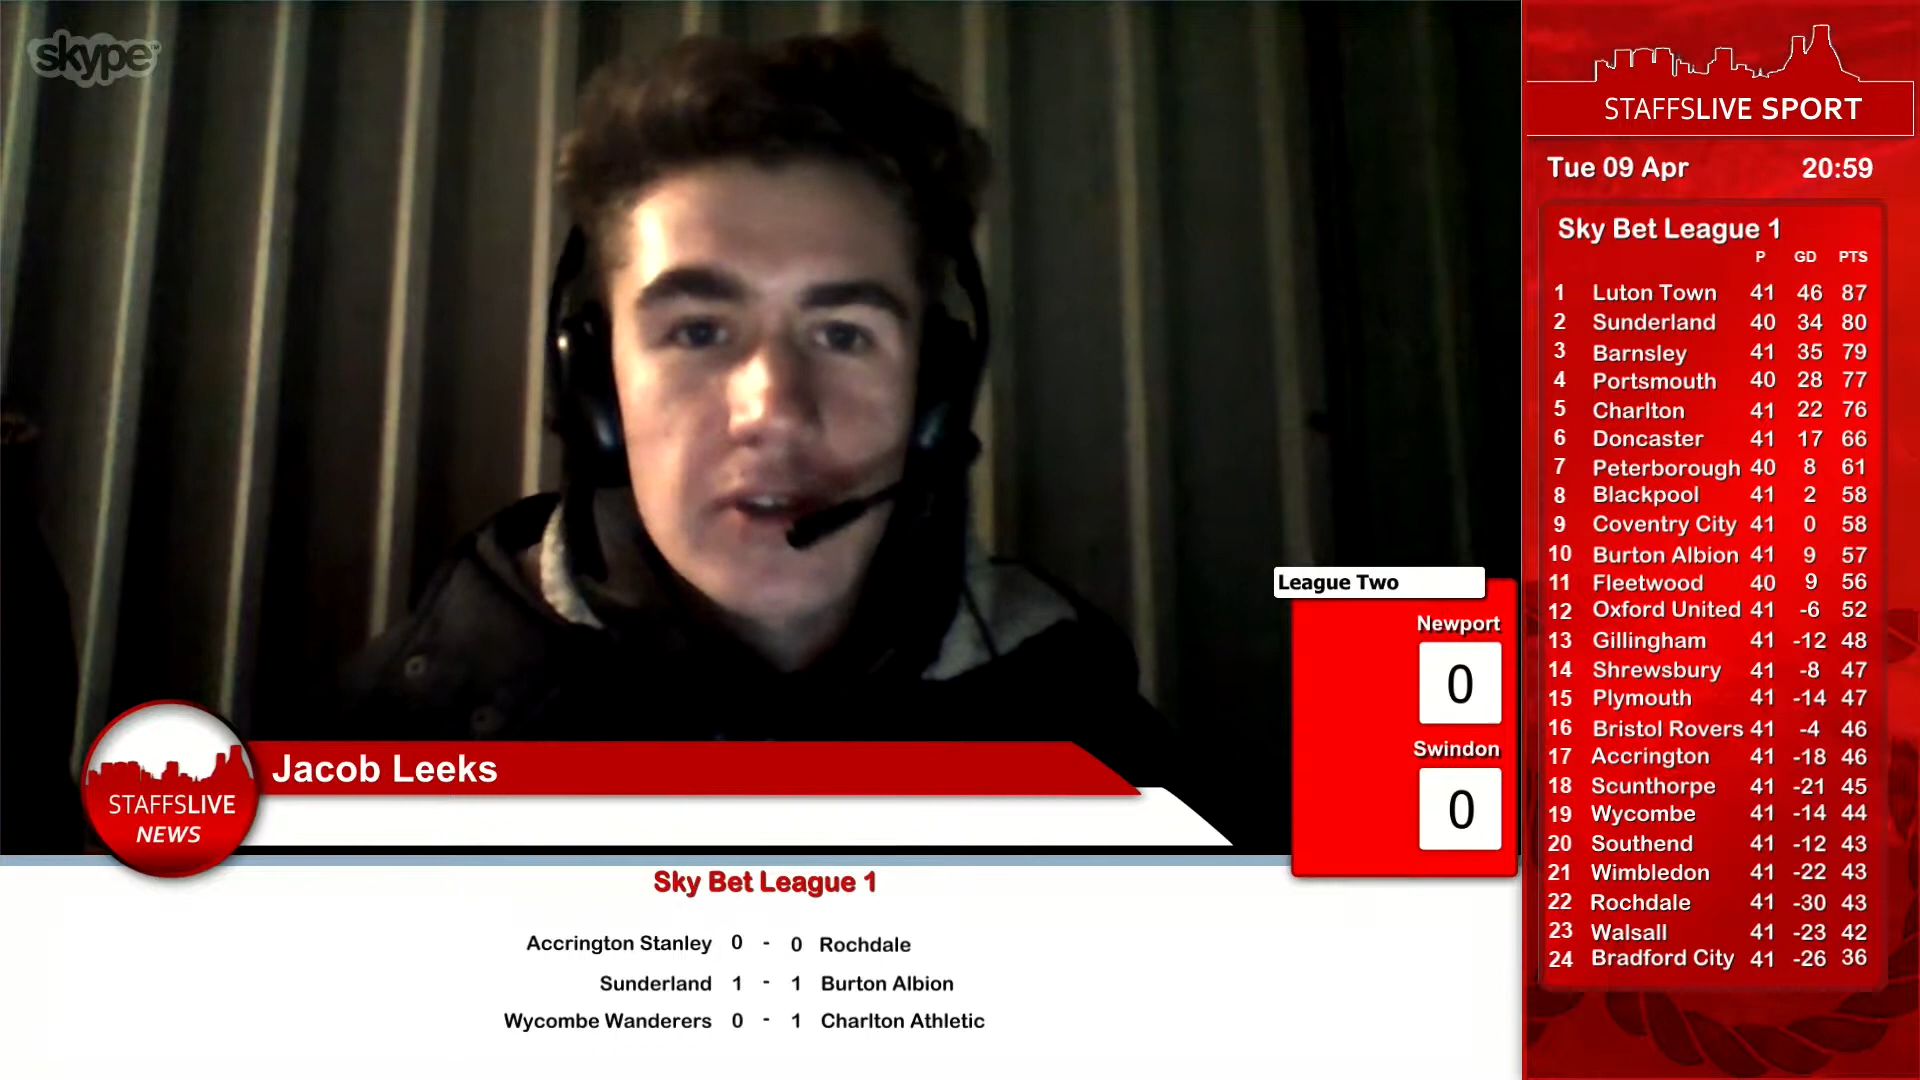 skype
STAFFSLIVE SPORT
Tue 09 Apr 20:59
Sky Bet League 1
P GD PTS
1 Luton Town 41 46 87
2 Sunderland 40 34 80
3 Barnsley 41 35 79
4 Portsmouth 40 28 77
5 Charlton 41 22 76
6 Doncaster 41 17 66
7 Peterborough 40 8 61
8 Blackpool 41 2 58
9 Coventry City 41 0 58
10 Burton Albion 41 9 57
11 Fleetwood 40 9 56
12 Oxford United 41 -6 52
13 Gillingham 41 -12 48
14 Shrewsbury 41 -8 47
15 Plymouth 41 -14 47
16 Bristol Rovers 41 -4 46
17 Accrington 41 -18 46
18 Scunthorpe 41 -21 45
19 Wycombe 41 -14 44
20 Southend 41 -12 43
21 Wimbledon 41 -22 43
22 Rochdale 41 -30 43
23 Walsall 41 -23 42
24 Bradford City 41 -26 36
League Two
Newport
0
Swindon
0
Jacob Leeks
STAFFSLIVE
NEWS
Sky Bet League 1
Accrington Stanley 0 - 0 Rochdale
Sunderland 1 - 1 Burton Albion
Wycombe Wanderers 0 - 1 Charlton Athletic